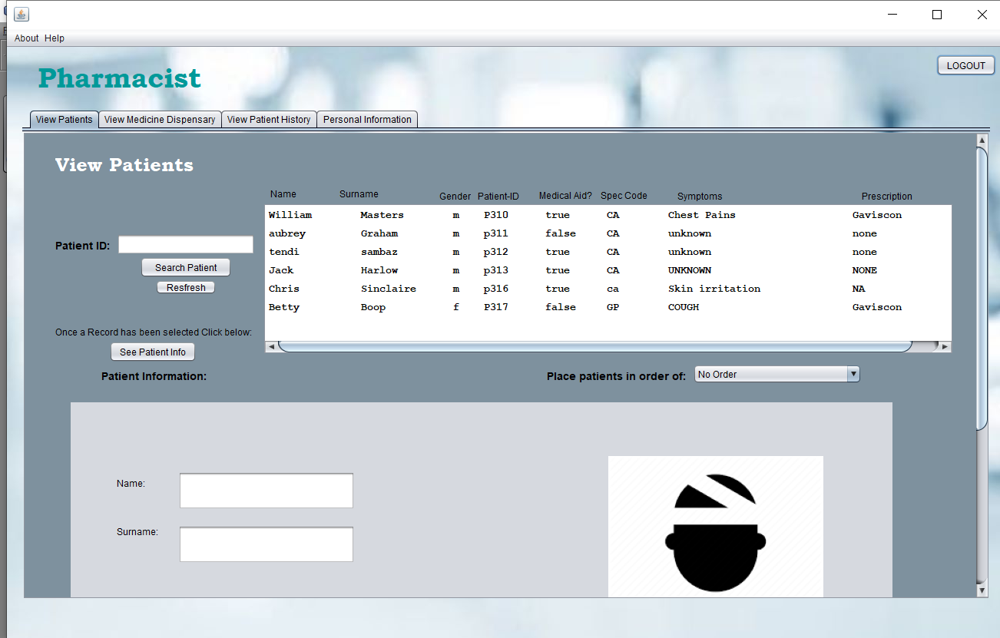 About Help
Pharmacist
LOGOUT
View Patients View Medicine Dispensary View Patient History Personal Information
View Patients
Name Surname Gender Patient-ID Medical Aid? Spec Code Symptoms Prescription
William Masters m P310 true CA Chest Pains Gaviscon
aubrey Graham m p311 false CA unknown none
tendi sambaz m p312 true CA unknown none
Jack Harlow m p313 true CA UNKNOWN NONE
Chris Sinclaire m p316 true ca Skin irritation NA
Betty Boop f P317 false GP COUGH Gaviscon
Patient ID:
Search Patient
Resfresh
Once a Record has been selected Click below:
See Patient Info
Patient Information:
Place patients in order of: No Order
Name:
Surname: